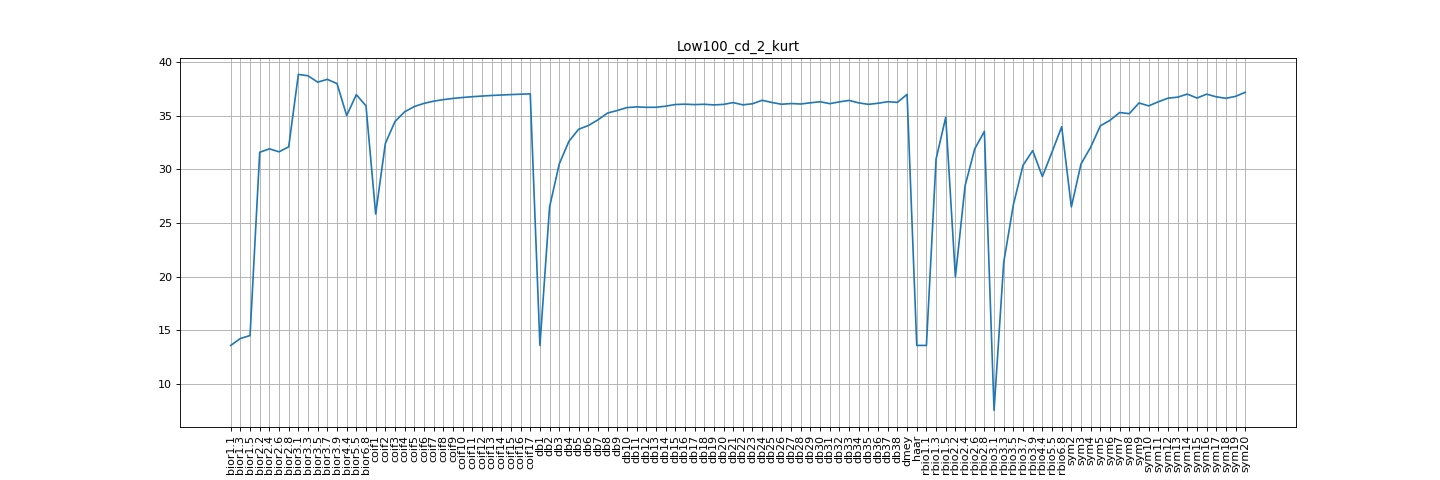 Low100_cd_2_kurt
40
35
30
25
20
15
10
bior1.1
bior1.3
bior1.5
bior2.2
bior2.4
bior2.6
bior2.8
bior3.1
bior3.3
bior3.5
bior3.7
bior3.9
bior4.4
bior5.5
bior6.8
coif1
coif2
coif3
coif4
coif5
coif6
coif7
coif8
coif9
coif10
coif11
coif12
coif13
coif14
coif15
coif16
coif17
db1
db2
db3
db4
db5
db6
db7
db8
db9
db10
db11
db12
db13
db14
db15
db16
db17
db18
db19
db20
db21
db22
db23
db24
db25
db26
db27
db28
db29
db30
db31
db32
db33
db34
db35
db36
db37
db38
dmey
haar
rbio1.1
rbio1.3
rbio1.5
rbio2.2
rbio2.4
rbio2.6
rbio2.8
rbio3.1
rbio3.3
rbio3.5
rbio3.7
rbio3.9
rbio4.4
rbio5.5
rbio6.8
sym2
sym3
sym4
sym5
sym6
sym7
sym8
sym9
sym10
sym11
sym12
sym13
sym14
sym15
sym16
sym17
sym18
sym19
sym20